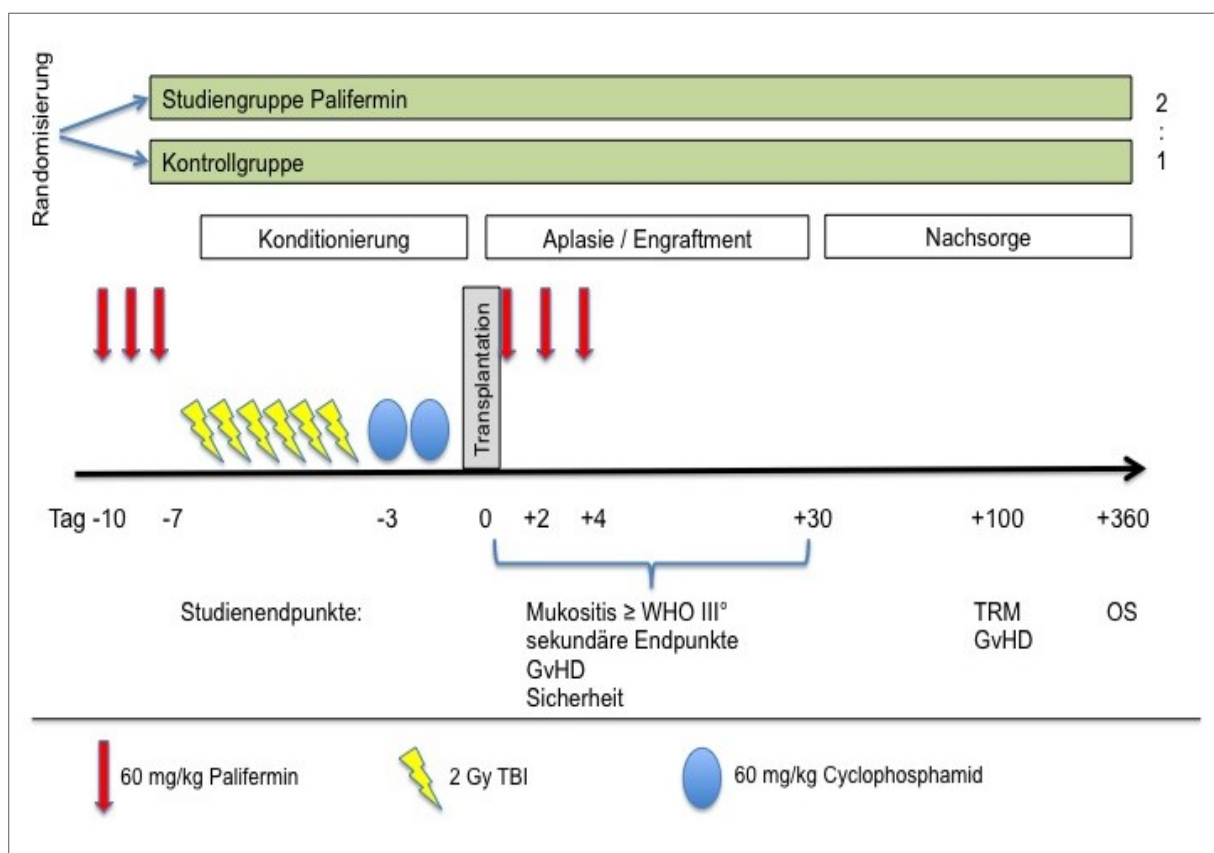 Randomisierung
Studiengruppe Palifermin
2
:
Kontrollgruppe
1
Konditionierung
Aplasie / Engraftment
Nachsorge
Transplantation
Tag -10 -7 -3 0 +2 +4 +30 +100 +360
Studienendpunkte:
Mukositis ≥ WHO III° TRM OS
sekundäre Endpunkte GvHD
GvHD
Sicherheit
60 mg/kg Palifermin
2 Gy TBI
60 mg/kg Cyclophosphamid